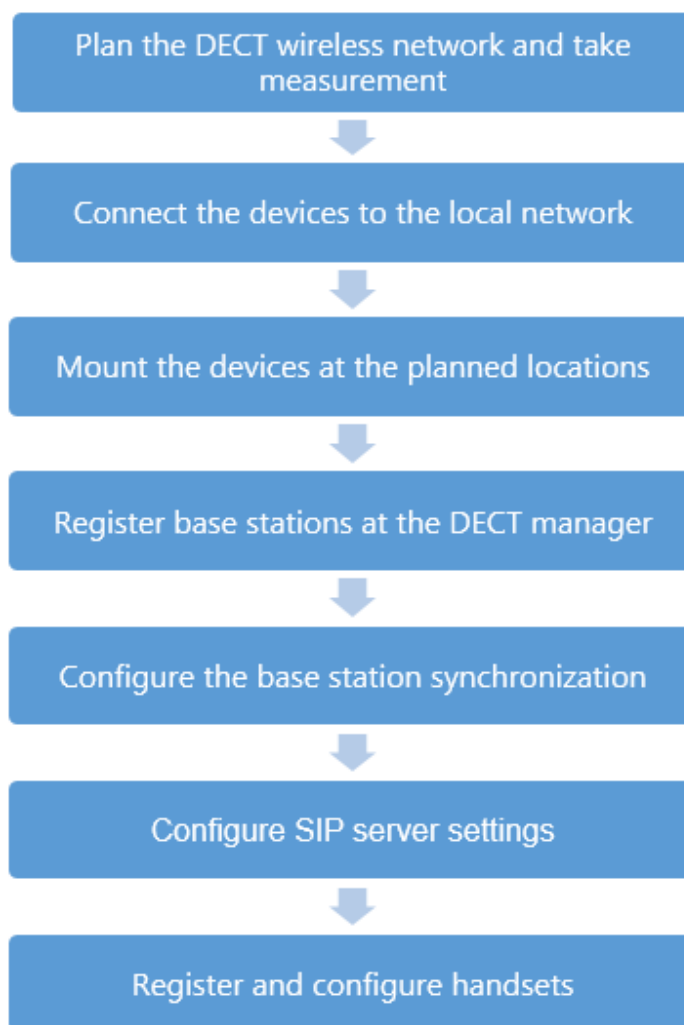 Plan the DECT wireless network and take
measurement
Connect the devices to the local network
Mount the devices at the planned locations
Register base stations at the DECT manager
Configure the base station synchronization
Configure SIP server settings
Register and configure handsets